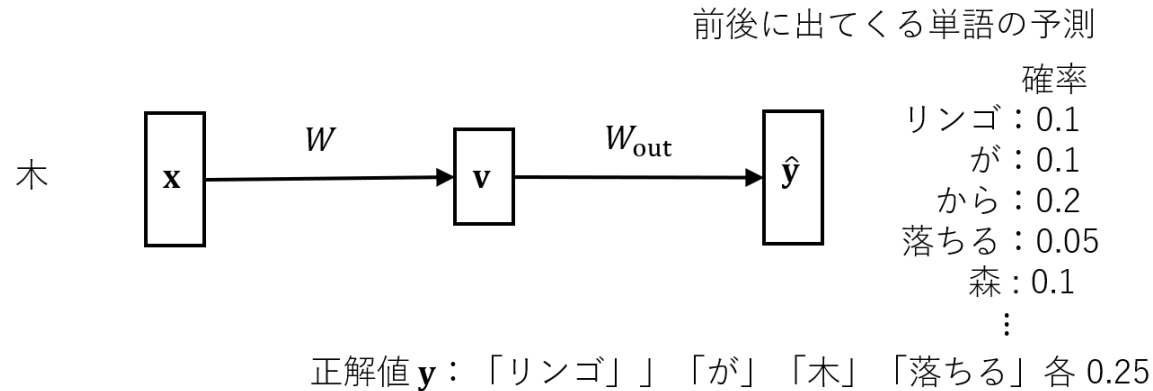 前後に出てくる単語の予測
確率
リンゴ：0.1
が：0.1
から：0.2
落ちる：0.05
森：0.1
⋮
木
x
W
v
W_out
ŷ
正解値 y：「リンゴ」」「が」「木」「落ちる」各 0.25